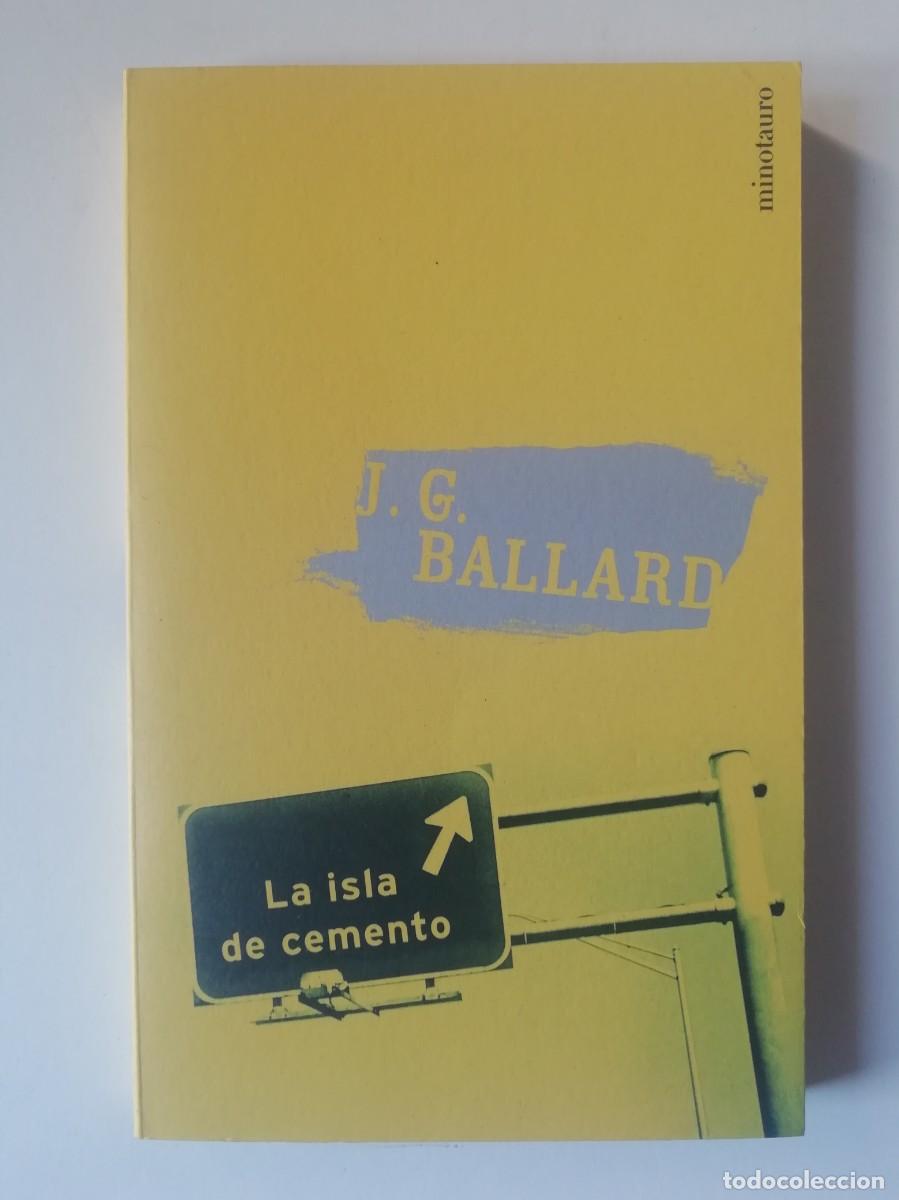 minotauro
J. G.
BALLARD
La isla
de cemento
todocoleccion